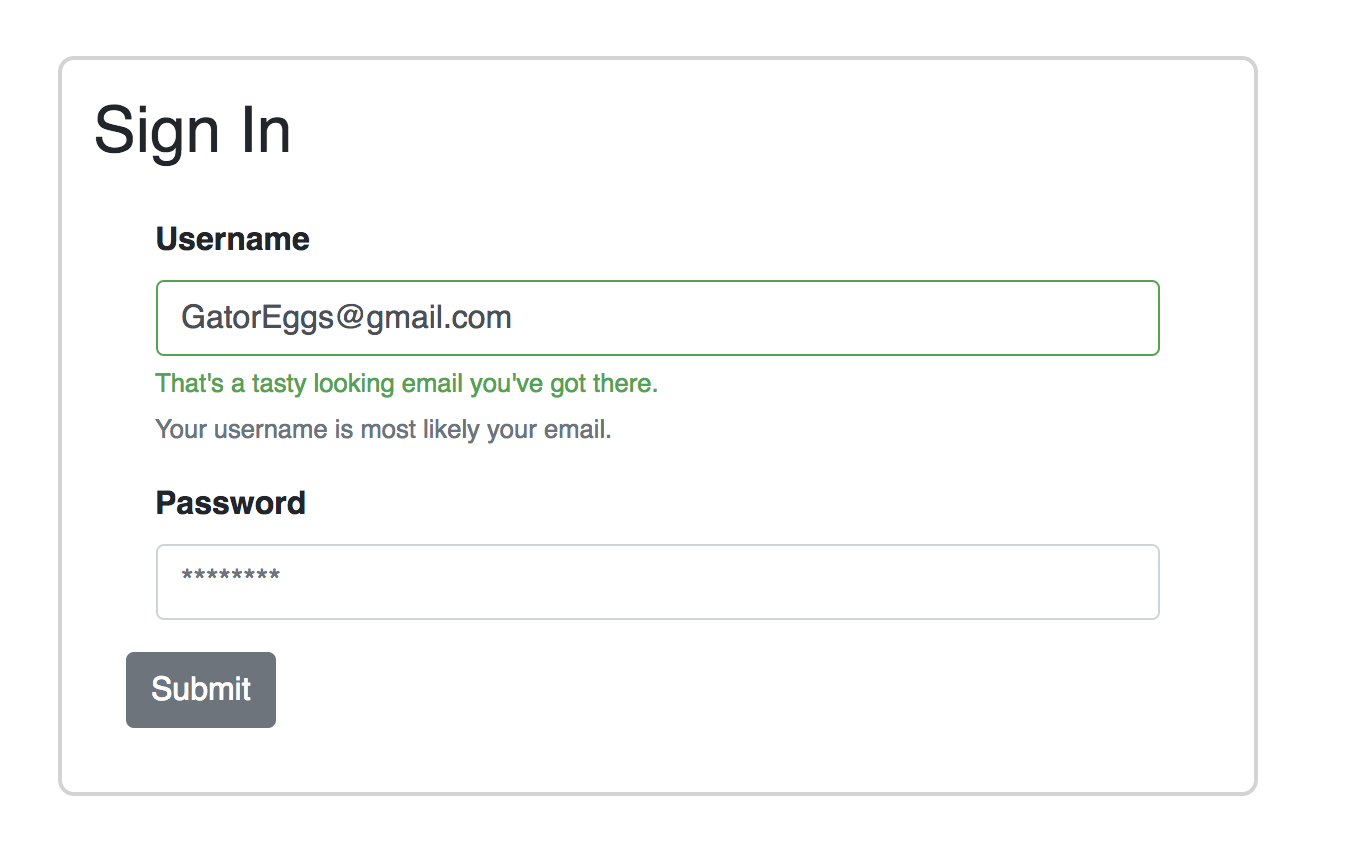 Sign In
Username
GatorEggs@gmail.com
That's a tasty looking email you've got there.
Your username is most likely your email.
Password
********
Submit